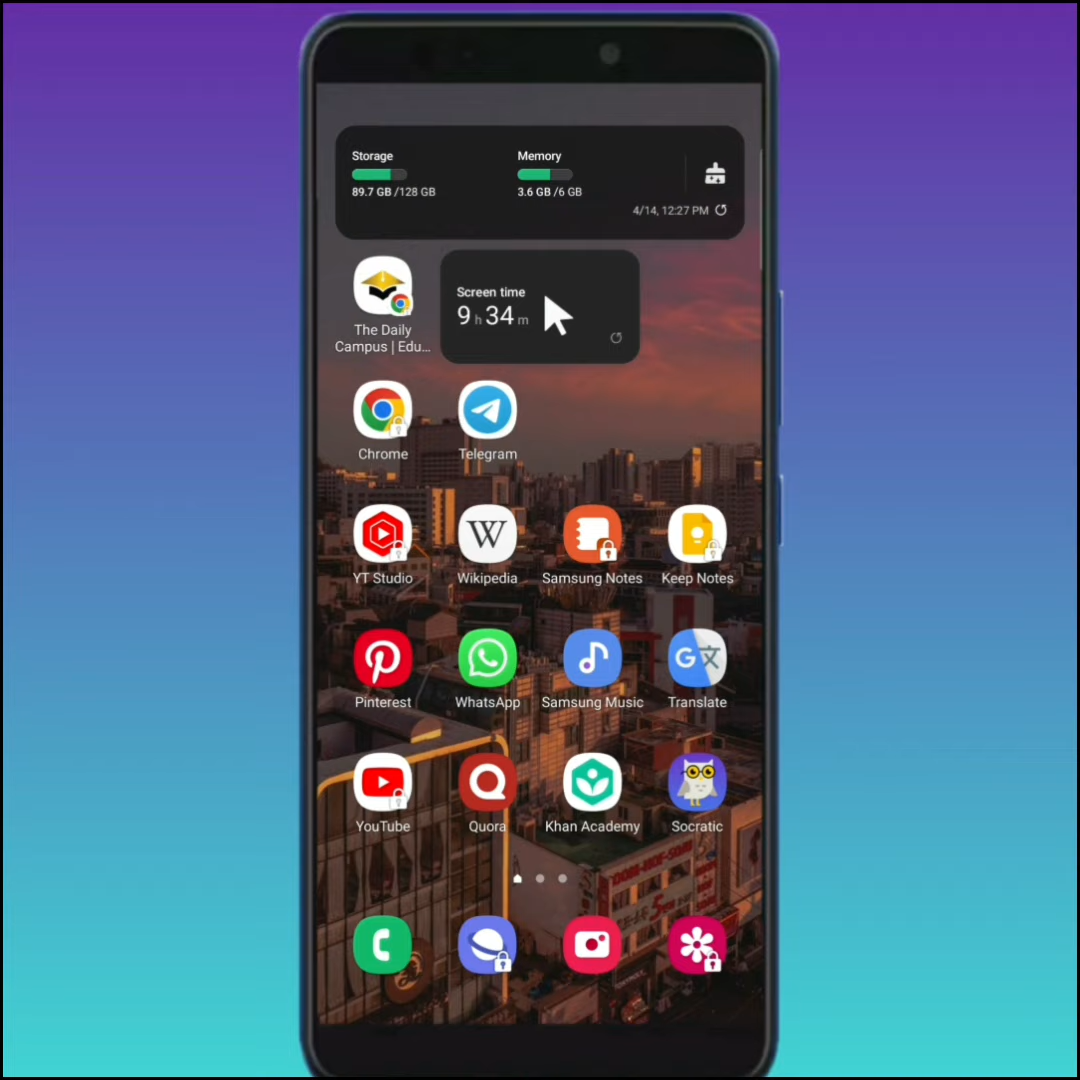 Storage
Memory
89.7 GB /128 GB
3.6 GB /6 GB
4/14, 12:27 PM
Screen time
9 h 34 m
The Daily
Campus | Edu...
Chrome
Telegram
W
YT Studio
Wikipedia
Samsung Notes
Keep Notes
G文
Pinterest
WhatsApp
Samsung Music
Translate
YouTube
Quora
Khan Academy
Socratic